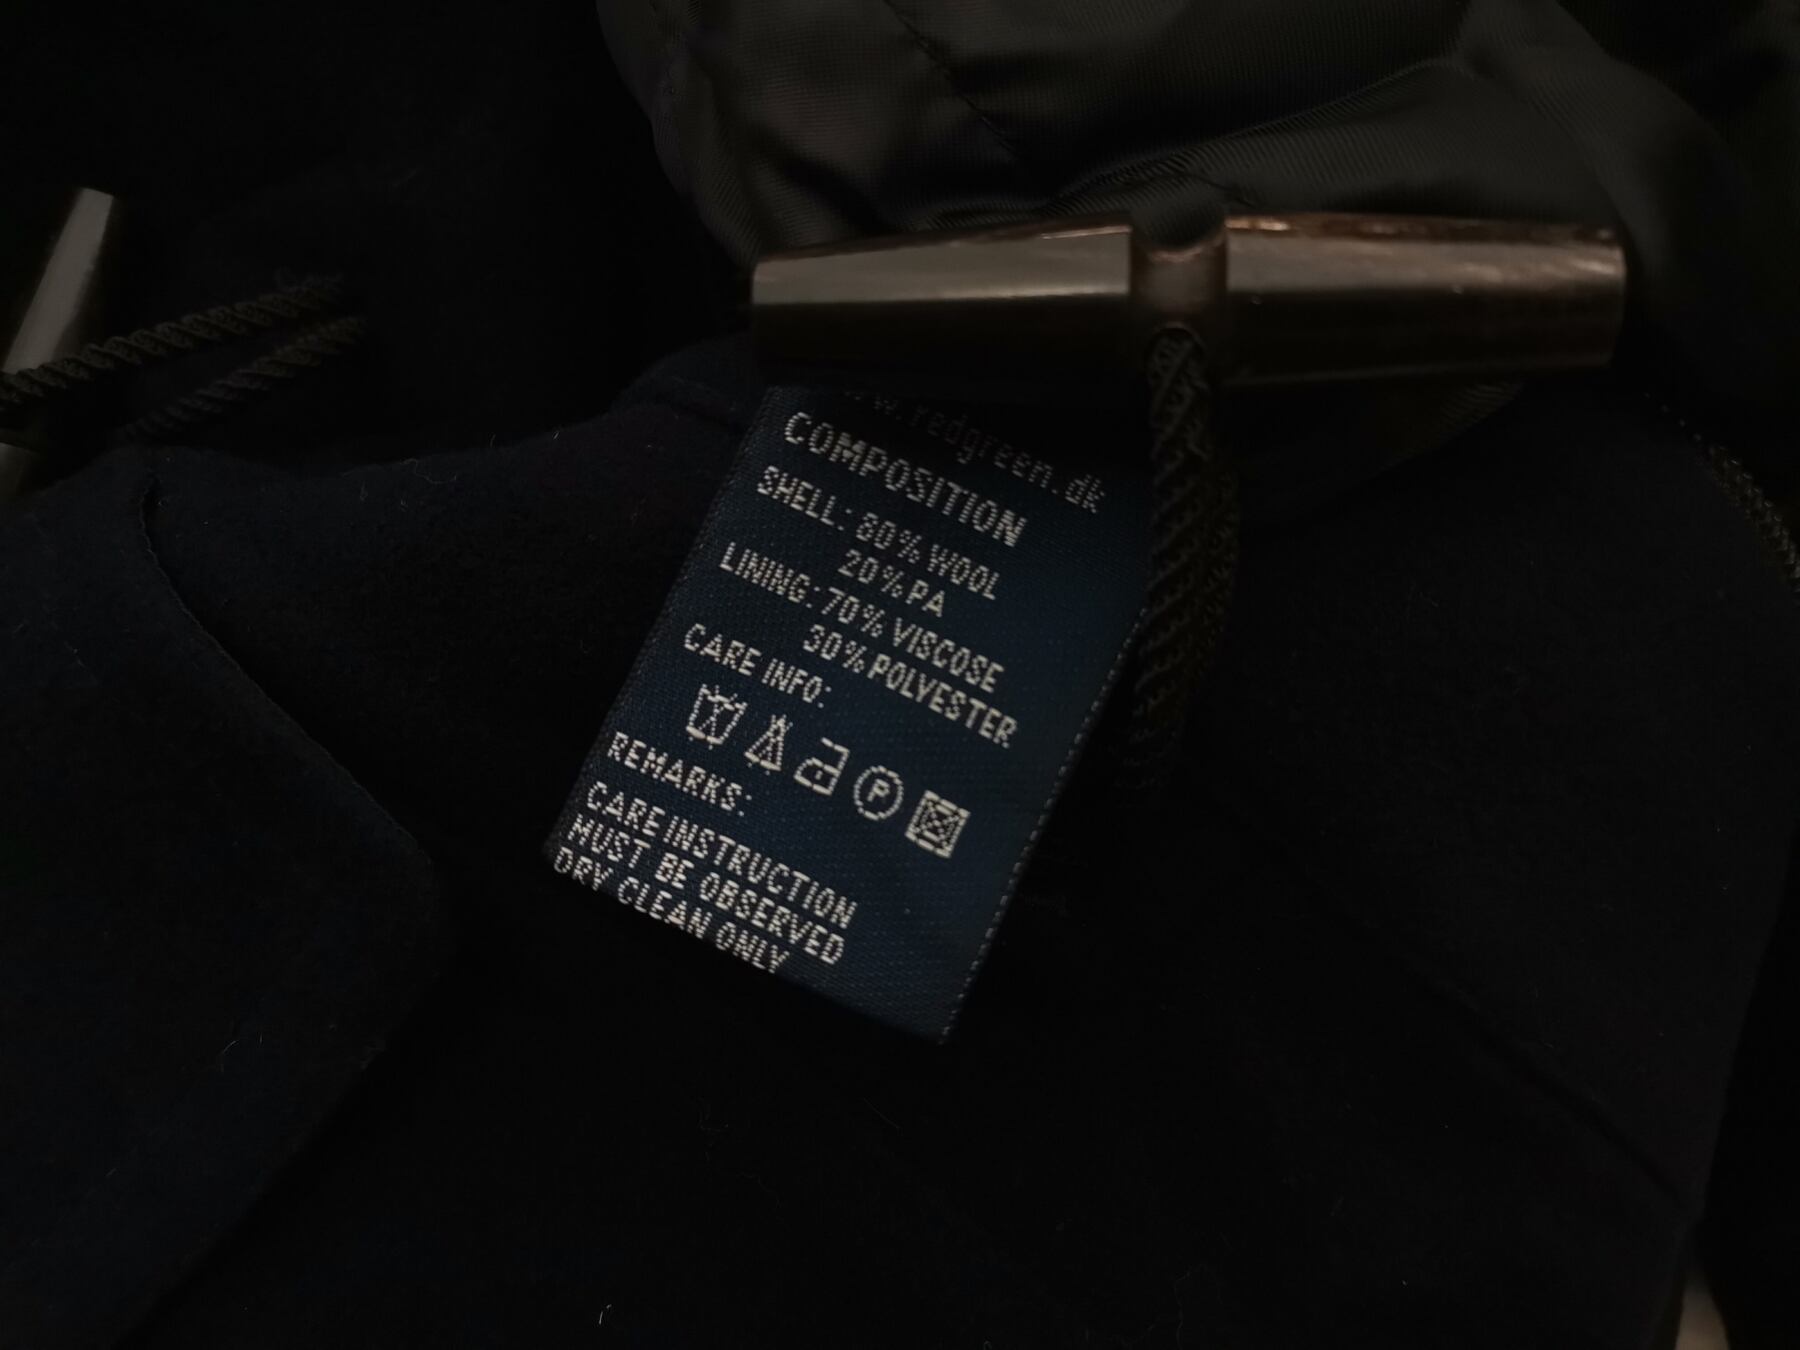 w.redgreen.dk
COMPOSITION
SHELL: 80% WOOL
20% PA
LINING: 70% VISCOSE
30% POLYESTER
CARE INFO:
P
REMARKS:
CARE INSTRUCTION
MUST BE OBSERVED
DRY CLEAN ONLY